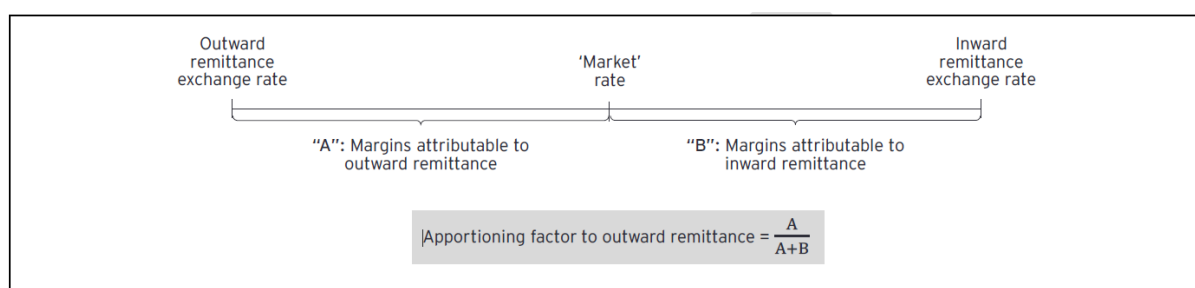 Outward
remittance
exchange rate
'Market'
rate
Inward
remittance
exchange rate
“A”: Margins attributable to
outward remittance
“B”: Margins attributable to
inward remittance
Apportioning factor to outward remittance = A/A+B